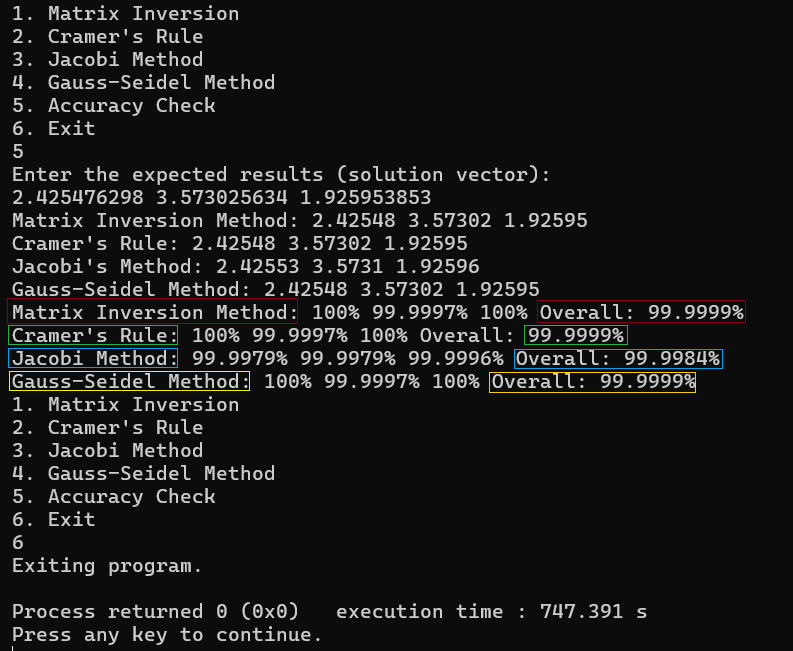 1. Matrix Inversion
2. Cramer's Rule
3. Jacobi Method
4. Gauss-Seidel Method
5. Accuracy Check
6. Exit
5
Enter the expected results (solution vector):
2.425476298 3.573025634 1.925953853
Matrix Inversion Method: 2.42548 3.57302 1.92595
Cramer's Rule: 2.42548 3.57302 1.92595
Jacobi's Method: 2.42553 3.5731 1.92596
Gauss-Seidel Method: 2.42548 3.57302 1.92595
Matrix Inversion Method: 100% 99.9997% 100% Overall: 99.9999%
Cramer's Rule: 100% 99.9997% 100% Overall: 99.9999%
Jacobi Method: 99.9979% 99.9979% 99.9996% Overall: 99.9984%
Gauss-Seidel Method: 100% 99.9997% 100% Overall: 99.9999%
1. Matrix Inversion
2. Cramer's Rule
3. Jacobi Method
4. Gauss-Seidel Method
5. Accuracy Check
6. Exit
6
Exiting program.
Process returned 0 (0x0)   execution time : 747.391 s
Press any key to continue.